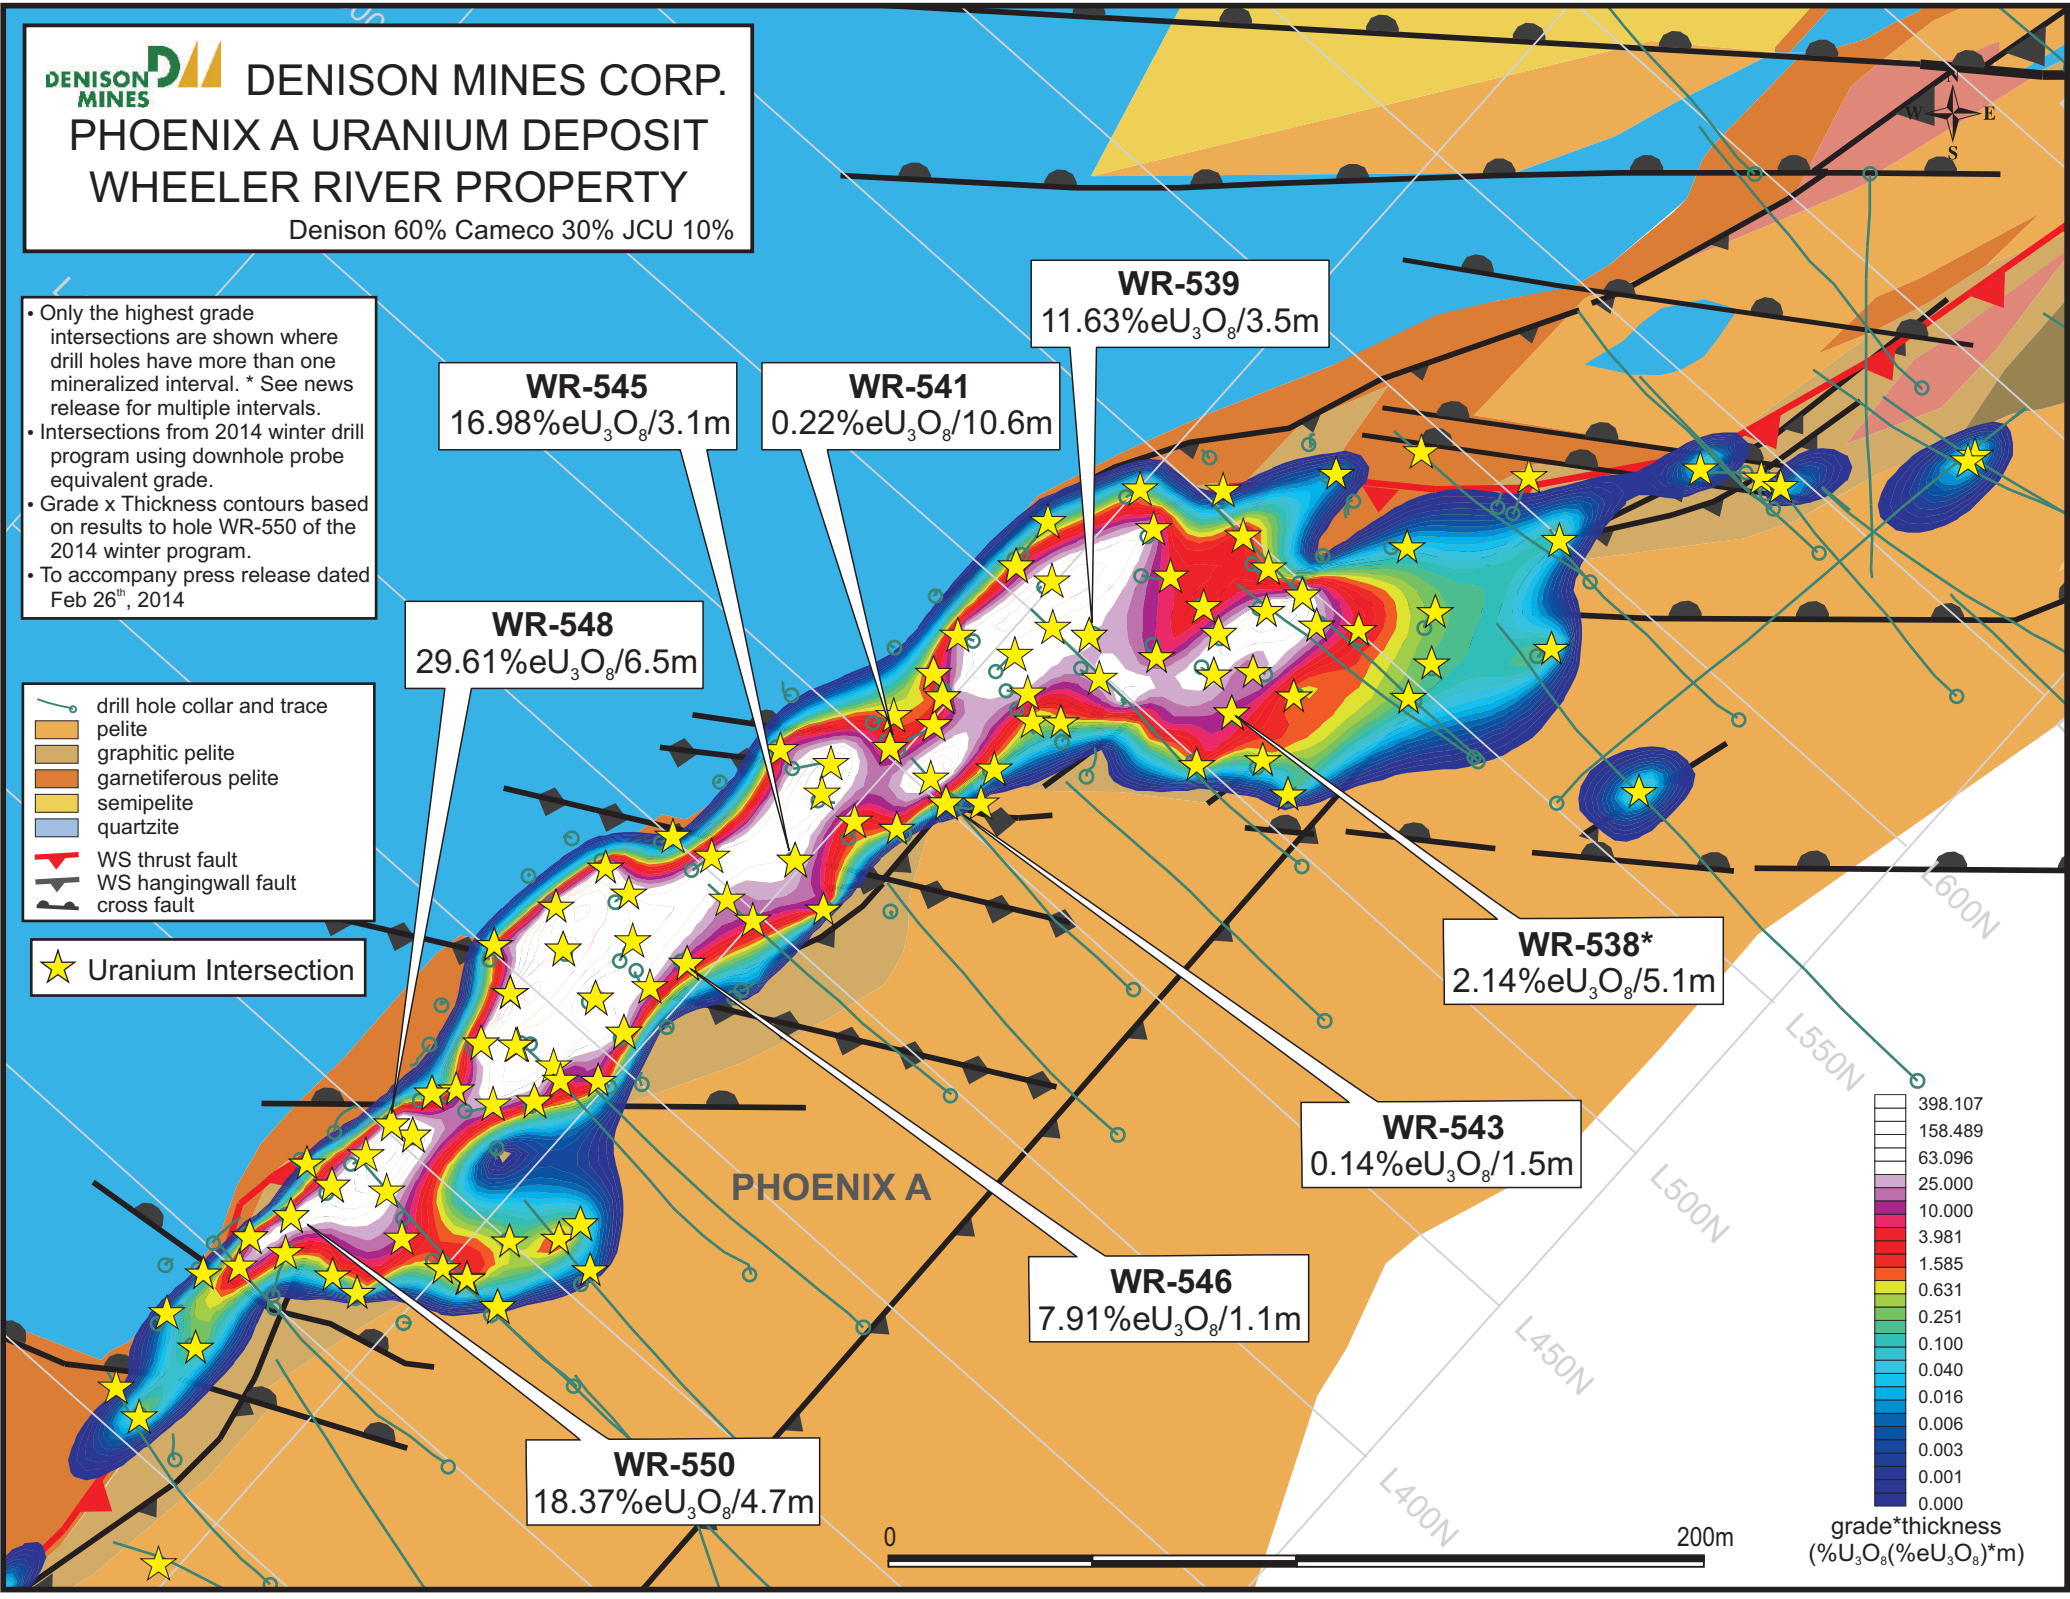 DENISON MINES
DENISON MINES CORP.
PHOENIX A URANIUM DEPOSIT
WHEELER RIVER PROPERTY
Denison 60% Cameco 30% JCU 10%
N
W
E
S
• Only the highest grade
intersections are shown where
drill holes have more than one
mineralized interval. * See news
release for multiple intervals.
• Intersections from 2014 winter drill
program using downhole probe
equivalent grade.
• Grade x Thickness contours based
on results to hole WR-550 of the
2014 winter program.
• To accompany press release dated
Feb 26th, 2014
WR-539
11.63%eU₃O₈/3.5m
WR-545
16.98%eU₃O₈/3.1m
WR-541
0.22%eU₃O₈/10.6m
WR-548
29.61%eU₃O₈/6.5m
drill hole collar and trace
pelite
graphitic pelite
garnetiferous pelite
semipelite
quartzite
WS thrust fault
WS hangingwall fault
cross fault
Uranium Intersection
WR-538*
2.14%eU₃O₈/5.1m
WR-543
0.14%eU₃O₈/1.5m
WR-546
7.91%eU₃O₈/1.1m
WR-550
18.37%eU₃O₈/4.7m
PHOENIX A
L600N
L550N
L500N
L450N
L400N
398.107
158.489
63.096
25.000
10.000
3.981
1.585
0.631
0.251
0.100
0.040
0.016
0.006
0.003
0.001
0.000
grade*thickness
(%U₃O₈(%eU₃O₈)*m)
0
200m